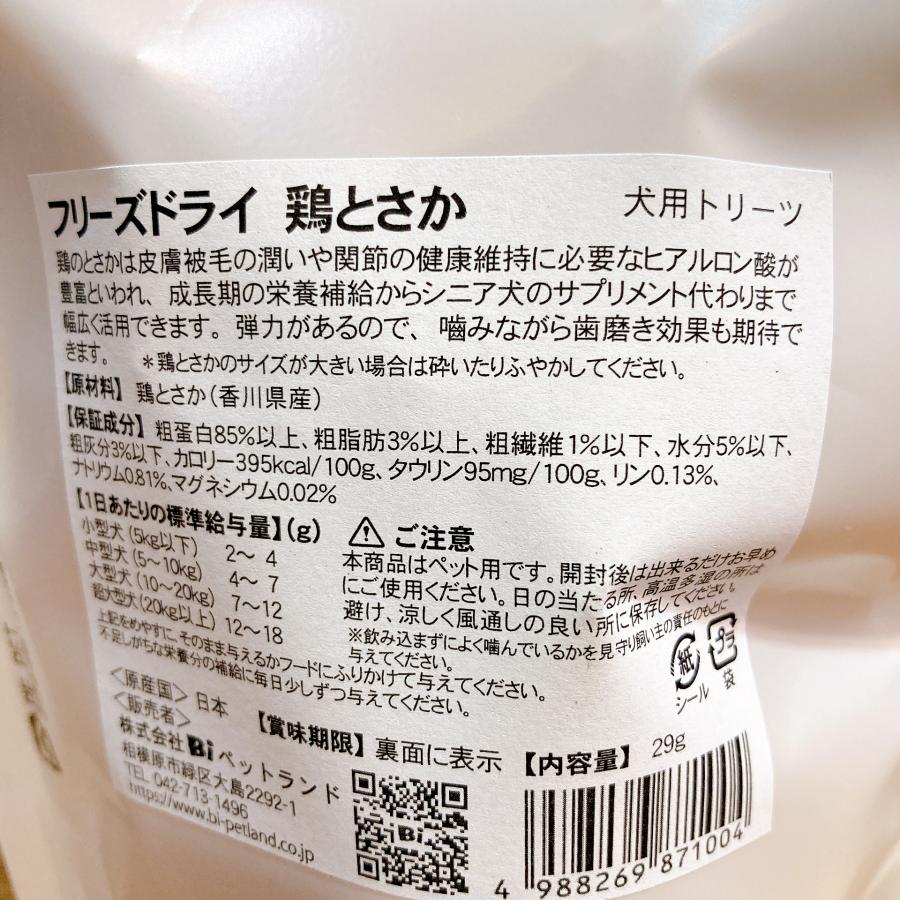 フリーズドライ 鶏とさか 犬用トリーツ
鶏のとさかは皮膚被毛の潤いや関節の健康維持に必要なヒアルロン酸が
豊富といわれ、成長期の栄養補給からシニア犬のサプリメント代わりまで
幅広く活用できます。弾力があるので、噛みながら歯磨き効果も期待で
きます。 *鶏とさかのサイズが大きい場合は砕いたりふやかしてください。
【原材料】 鶏とさか(香川県産)
【保証成分】 粗蛋白85%以上、粗脂肪3%以上、粗繊維1%以下、水分5%以下、
粗灰分3%以下、カロリー395kcal/100g、タウリン95mg/100g、リン0.13%、
ナトリウム0.81%、マグネシウム0.02%
【1日あたりの標準給与量】(g)
小型犬(5kg以下) 2〜 4
中型犬(5〜10kg) 4〜 7
大型犬(10〜20kg) 7〜12
超大型犬(20kg以上) 12〜18
上記をめやすに、そのまま与えるかフードにふりかけて与えてください。
不足しがちな栄養分の補給に毎日少しずつ与えてください。
ご注意
本商品はペット用です。開封後は出来るだけお早め
にご使用ください。日の当たる所、高温多湿の所は
避け、涼しく風通しの良い所に保存してください。
※飲み込まずによく噛んでいるかを見守り飼い主の責任のもとに
与えてください。
紙 プラ
シール 袋
<原産国> 日本
<販売者> 【賞味期限】 裏面に表示 【内容量】 29g
株式会社 Bi ペットランド
相模原市緑区大島2292-1
TEL 042-713-1496
https://www.bi-petland.co.jp
Bi
4 988269 871004